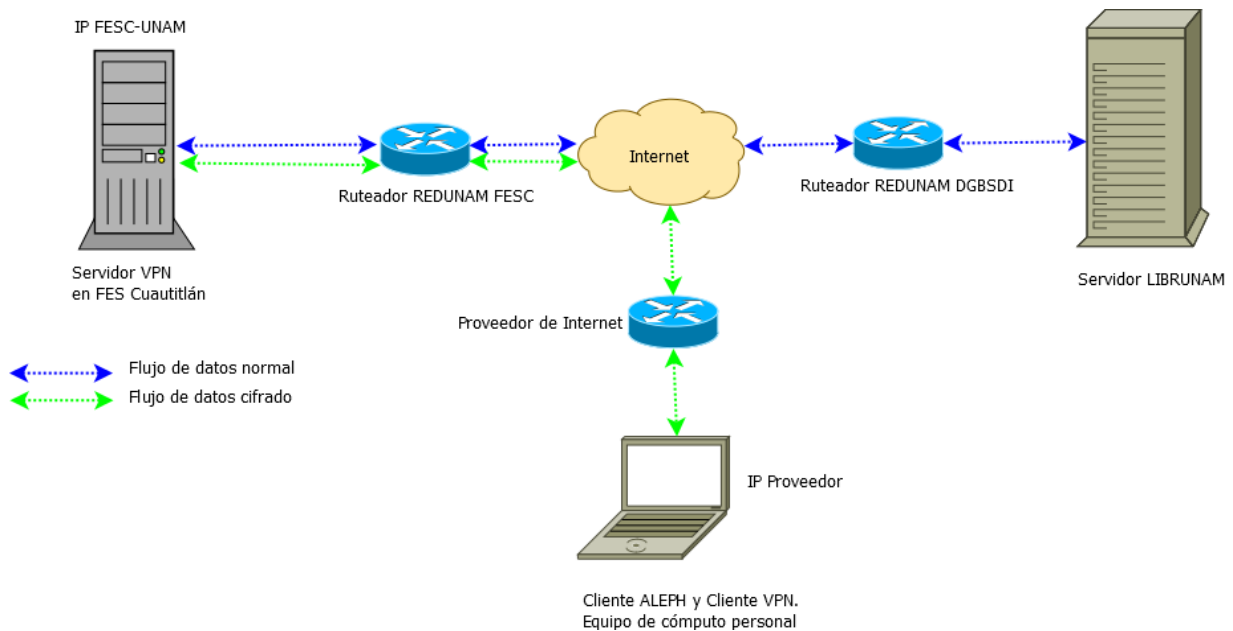 IP FESC-UNAM
Internet
Ruteador REDUNAM FESC
Ruteador REDUNAM DGBSDI
Servidor VPN
en FES Cuautitlán
Servidor LIBRUNAM
Proveedor de Internet
Flujo de datos normal
Flujo de datos cifrado
IP Proveedor
Cliente ALEPH y Cliente VPN.
Equipo de cómputo personal